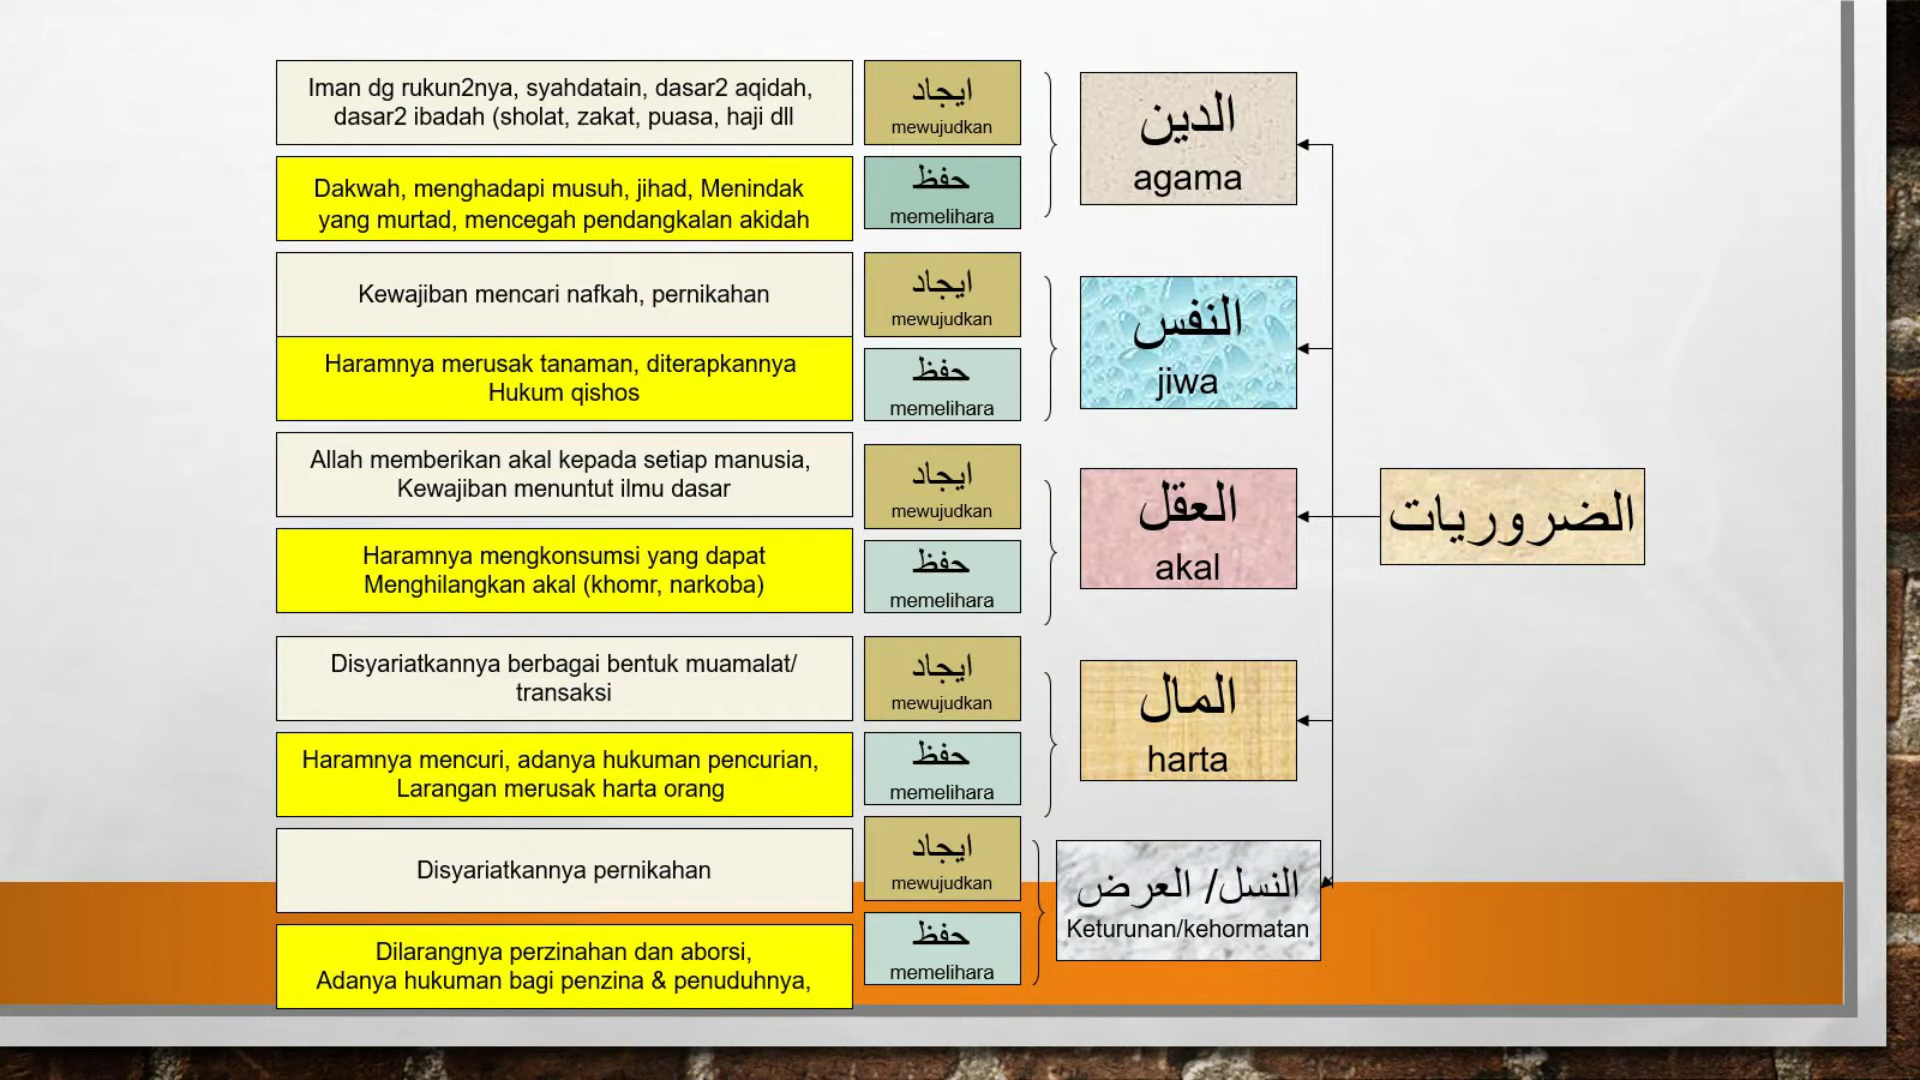 الضروريات
الدين
agama
ايجاد
mewujudkan
Iman dg rukun2nya, syahdatain, dasar2 aqidah,
dasar2 ibadah (sholat, zakat, puasa, haji dll
حفظ
memelihara
Dakwah, menghadapi musuh, jihad, Menindak
yang murtad, mencegah pendangkalan akidah
النفس
jiwa
ايجاد
mewujudkan
Kewajiban mencari nafkah, pernikahan
حفظ
memelihara
Haramnya merusak tanaman, diterapkannya
Hukum qishos
العقل
akal
ايجاد
mewujudkan
Allah memberikan akal kepada setiap manusia,
Kewajiban menuntut ilmu dasar
حفظ
memelihara
Haramnya mengkonsumsi yang dapat
Menghilangkan akal (khomr, narkoba)
المال
harta
ايجاد
mewujudkan
Disyariatkannya berbagai bentuk muamalat/
transaksi
حفظ
memelihara
Haramnya mencuri, adanya hukuman pencurian,
Larangan merusak harta orang
النسل/ العرض
Keturunan/kehormatan
ايجاد
mewujudkan
Disyariatkannya pernikahan
حفظ
memelihara
Dilarangnya perzinahan dan aborsi,
Adanya hukuman bagi penzina & penuduhnya,